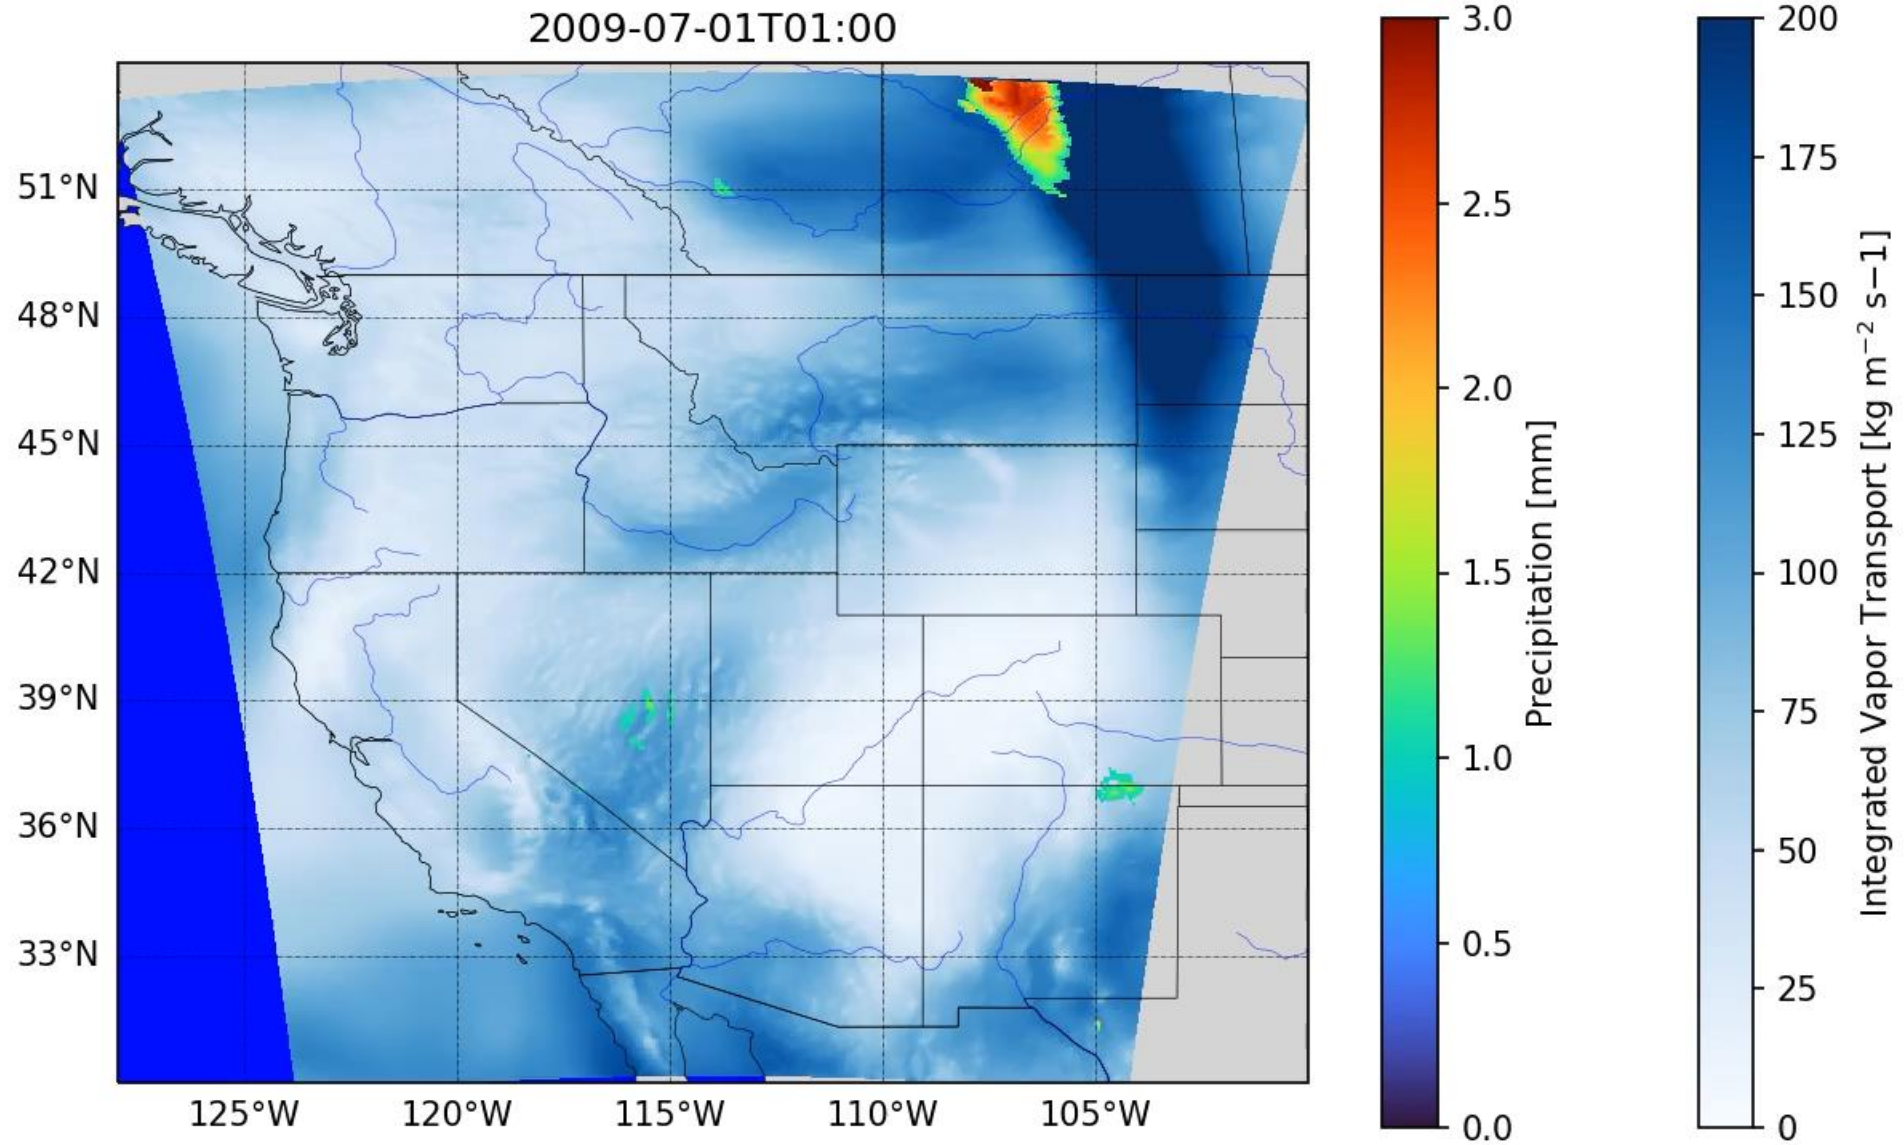 2009-07-01T01:00
51°N
48°N
45°N
42°N
39°N
36°N
33°N
125°W
120°W
115°W
110°W
105°W
3.0
2.5
2.0
1.5
1.0
0.5
0.0
Precipitation [mm]
200
175
150
125
100
75
50
25
0
Integrated Vapor Transport [kg m⁻² s−1]